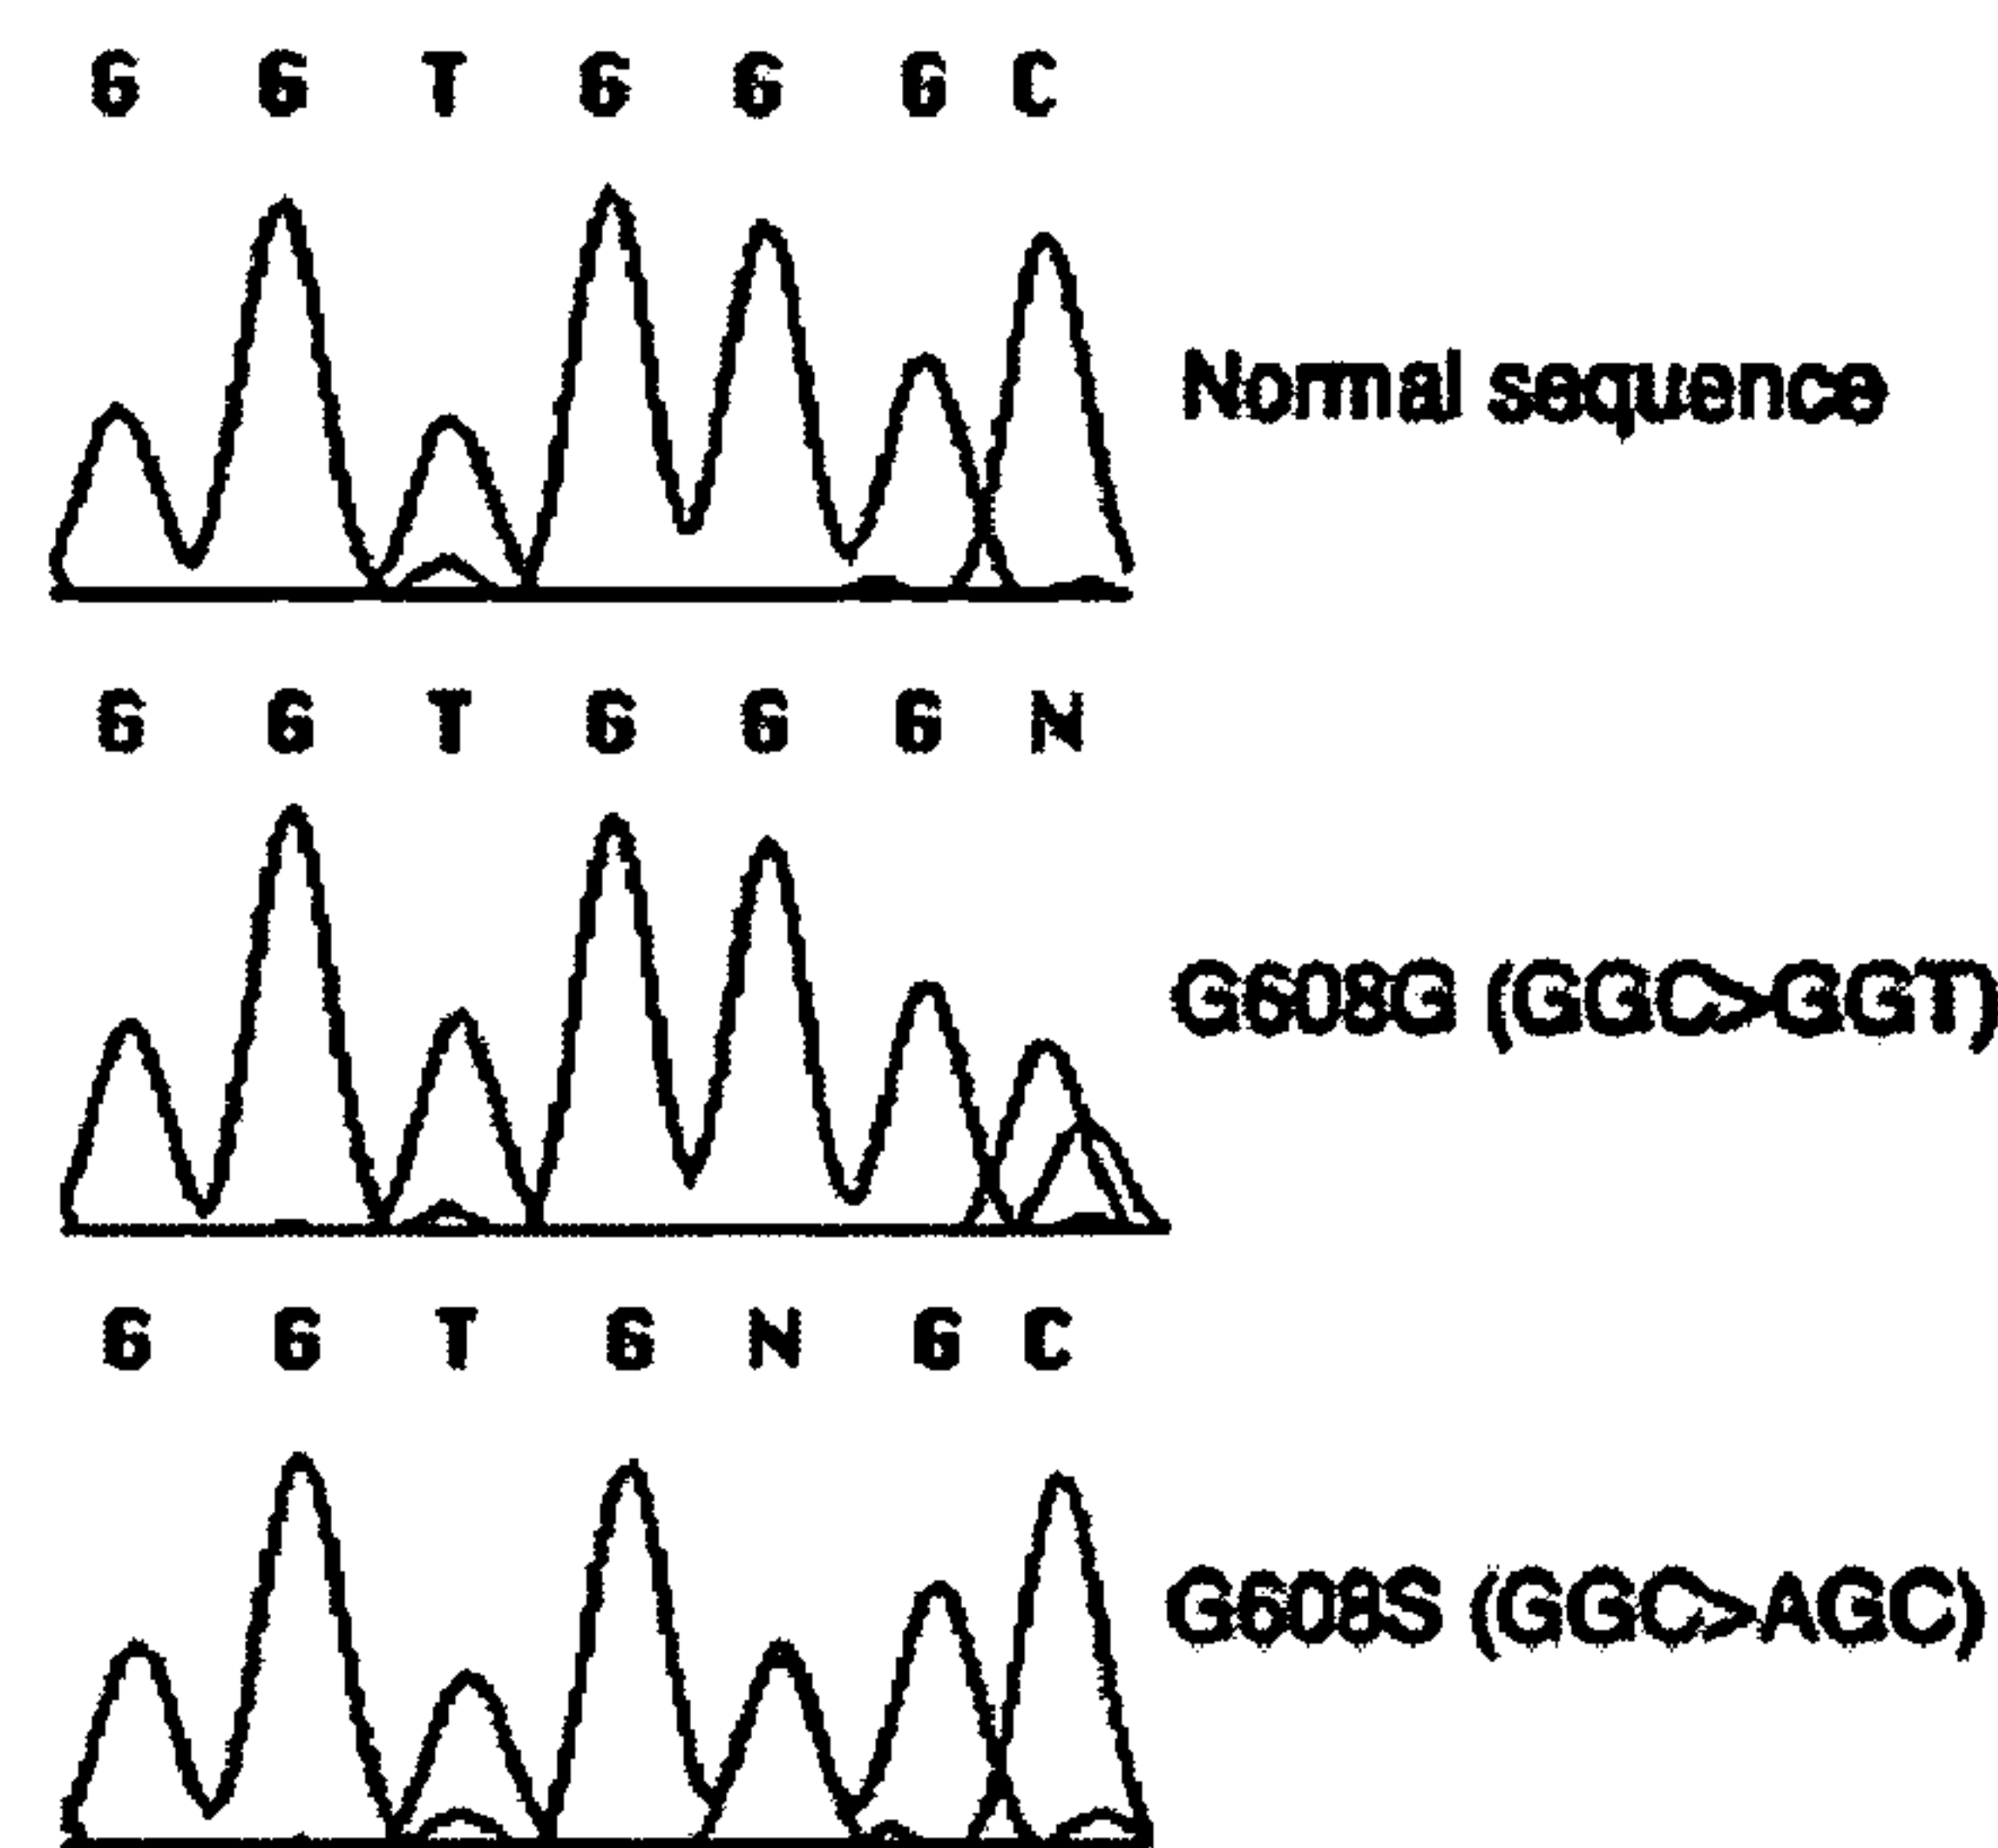 G G T G G G C
Normal sequence
G G T G G G N
G608G (GGC>GGT)
G G T G N G C
G608S (GGC>AGC)